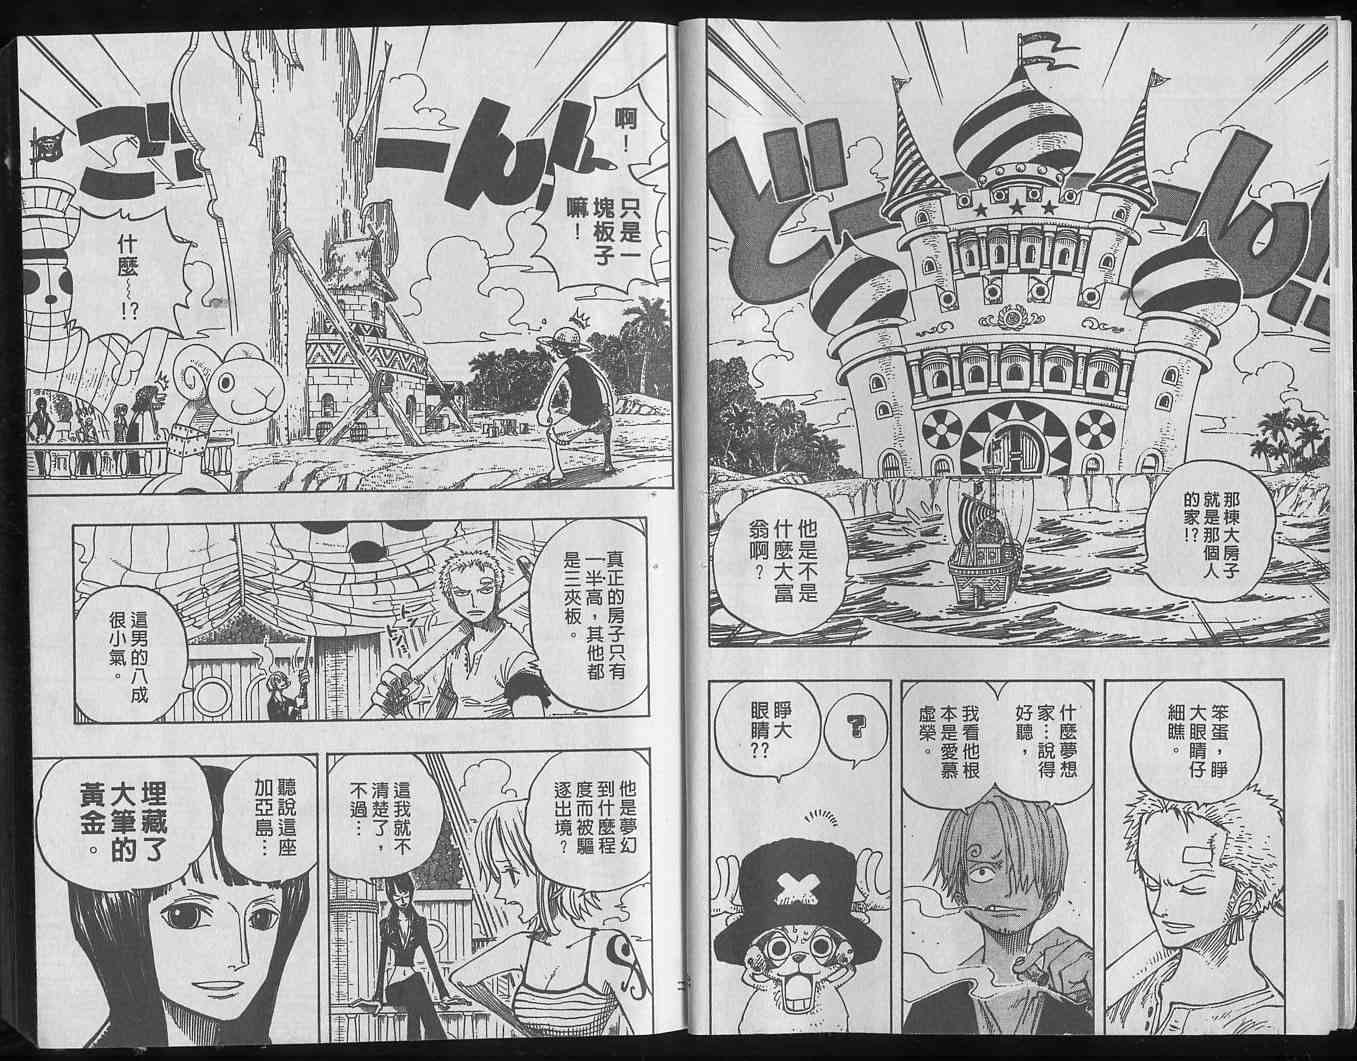 どーーん!!
那棟大房子
就是那個人
的家!?
他是不是
什麼大富
翁啊?
笨蛋,睜
大眼睛仔
細瞧。
什麼夢想
家…說得
好聽,
我看他根
本是愛慕
虛榮。
?
睜大
眼睛??
啊!
只是一
塊板子
嘛!
什麼~!?
真正的房子只有
一半高,其他都
是三夾板。
這男的八成
很小氣。
他是夢幻
到什麼程
度而被驅
逐出境?
這我就不
清楚了,
不過…
聽說這座
加亞島…
埋藏了
大筆的
黃金。